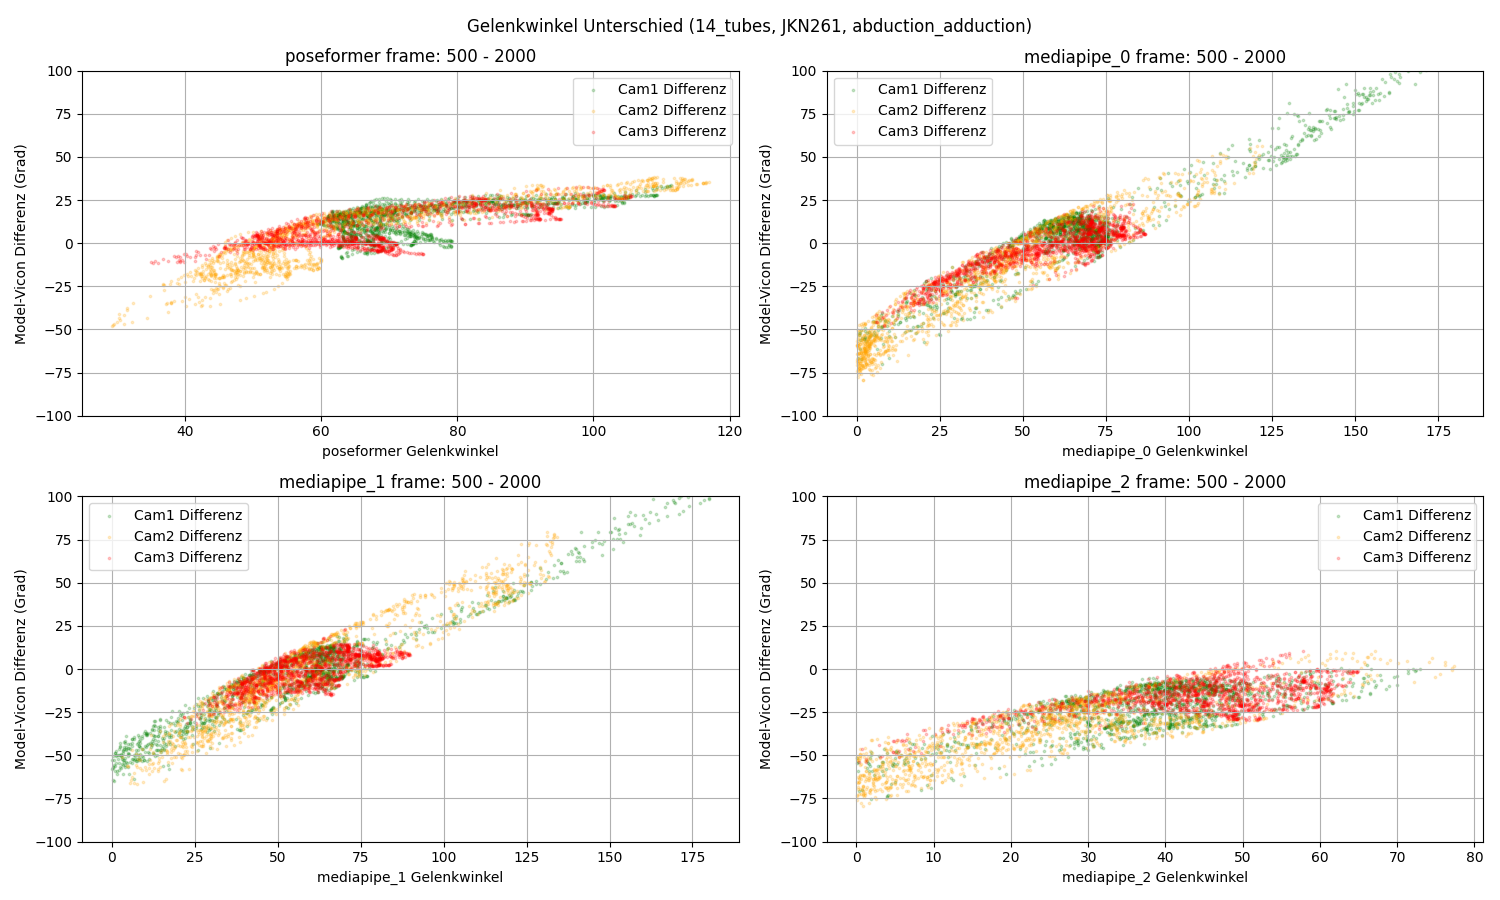 Gelenkwinkel Unterschied (14_tubes, JKN261, abduction_adduction)
poseformer frame: 500 - 2000
Model-Vicon Differenz (Grad)
100
75
50
25
0
−25
−50
−75
−100
Cam1 Differenz
Cam2 Differenz
Cam3 Differenz
40 60 80 100 120
poseformer Gelenkwinkel
mediapipe_0 frame: 500 - 2000
Model-Vicon Differenz (Grad)
100
75
50
25
0
−25
−50
−75
−100
Cam1 Differenz
Cam2 Differenz
Cam3 Differenz
0 25 50 75 100 125 150 175
mediapipe_0 Gelenkwinkel
mediapipe_1 frame: 500 - 2000
Model-Vicon Differenz (Grad)
100
75
50
25
0
−25
−50
−75
−100
Cam1 Differenz
Cam2 Differenz
Cam3 Differenz
0 25 50 75 100 125 150 175
mediapipe_1 Gelenkwinkel
mediapipe_2 frame: 500 - 2000
Model-Vicon Differenz (Grad)
100
75
50
25
0
−25
−50
−75
−100
Cam1 Differenz
Cam2 Differenz
Cam3 Differenz
0 10 20 30 40 50 60 70 80
mediapipe_2 Gelenkwinkel